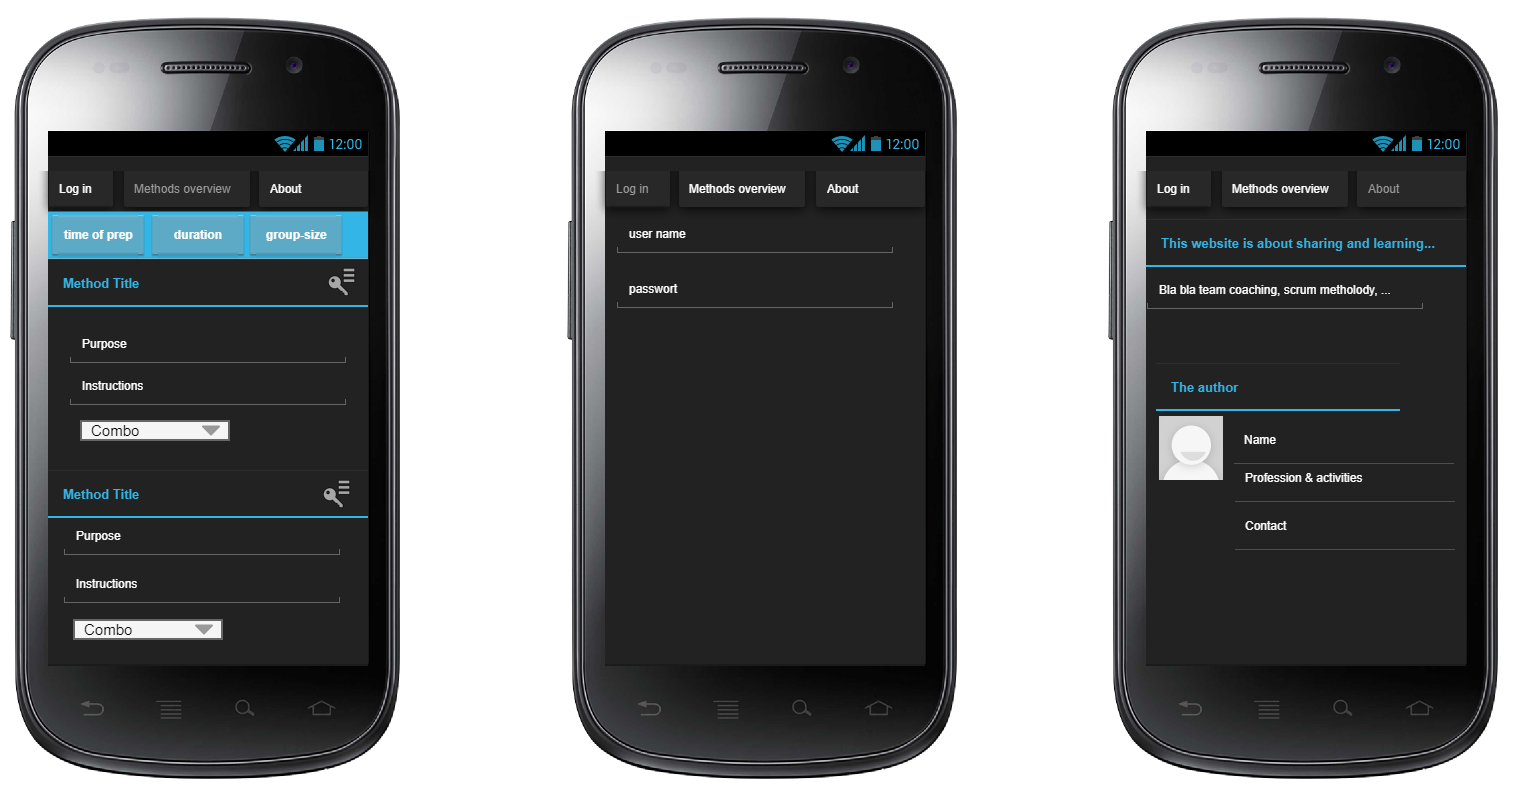 12:00
Log in Methods overview About
time of prep duration group-size
Method Title
Purpose
Instructions
Combo
Method Title
Purpose
Instructions
Combo
12:00
Log in Methods overview About
user name
passwort
12:00
Log in Methods overview About
This website is about sharing and learning...
Bla bla team coaching, scrum metholody, ...
The author
Name
Profession & activities
Contact